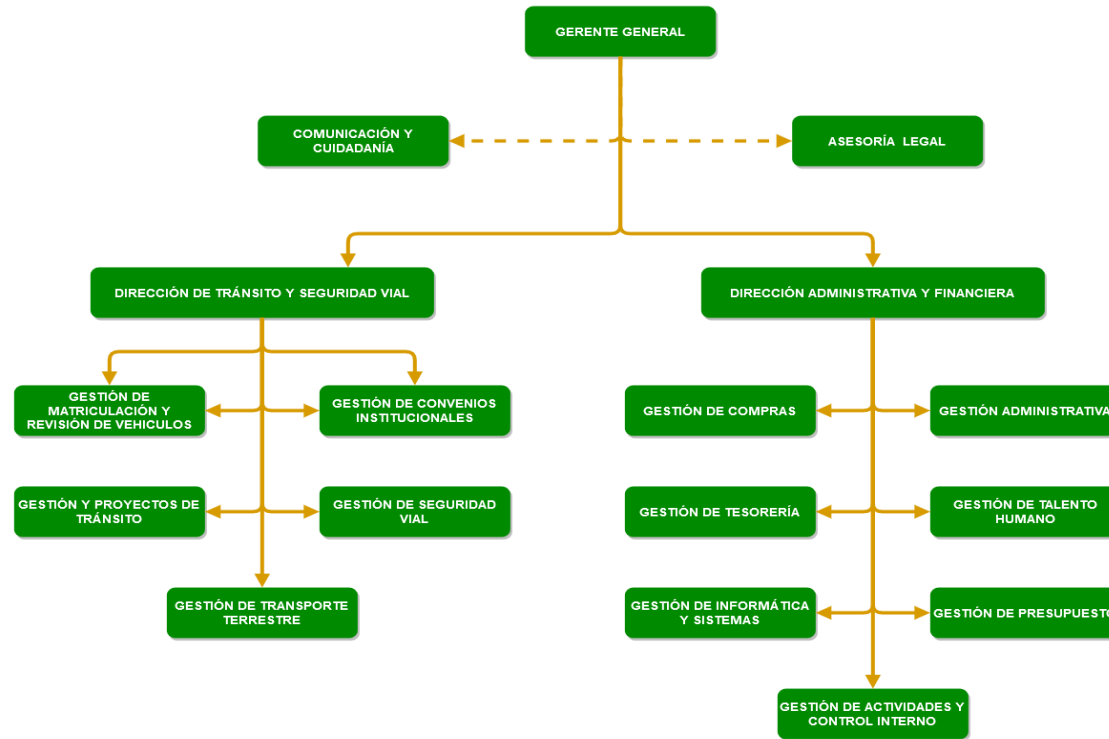 GERENTE GENERAL
COMUNICACIÓN Y
CUIDADANÍA
ASESORÍA LEGAL
DIRECCIÓN DE TRÁNSITO Y SEGURIDAD VIAL
DIRECCIÓN ADMINISTRATIVA Y FINANCIERA
GESTIÓN DE
MATRICULACIÓN Y
REVISIÓN DE VEHICULOS
GESTIÓN DE CONVENIOS
INSTITUCIONALES
GESTIÓN DE COMPRAS
GESTIÓN ADMINISTRATIVA
GESTIÓN Y PROYECTOS DE
TRÁNSITO
GESTIÓN DE SEGURIDAD
VIAL
GESTIÓN DE TESORERÍA
GESTIÓN DE TALENTO
HUMANO
GESTIÓN DE TRANSPORTE
TERRESTRE
GESTIÓN DE INFORMÁTICA
Y SISTEMAS
GESTIÓN DE PRESUPUESTO
GESTIÓN DE ACTIVIDADES Y
CONTROL INTERNO